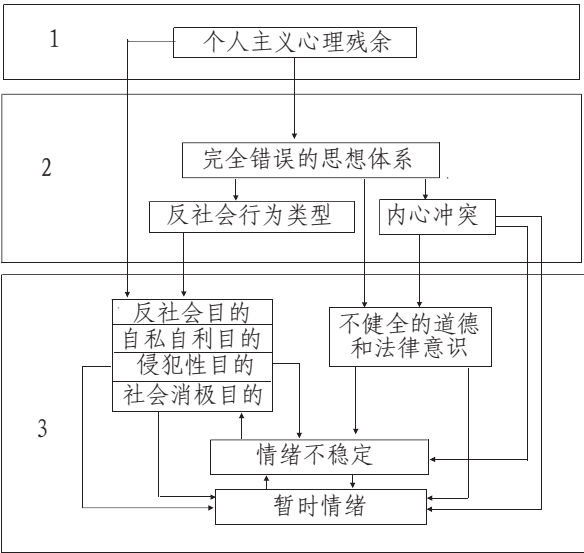 1
个人主义心理残余
2
完全错误的思想体系
反社会行为类型
内心冲突
3
反社会目的
自私自利目的
侵犯性目的
社会消极目的
不健全的道德
和法律意识
情绪不稳定
暂时情绪